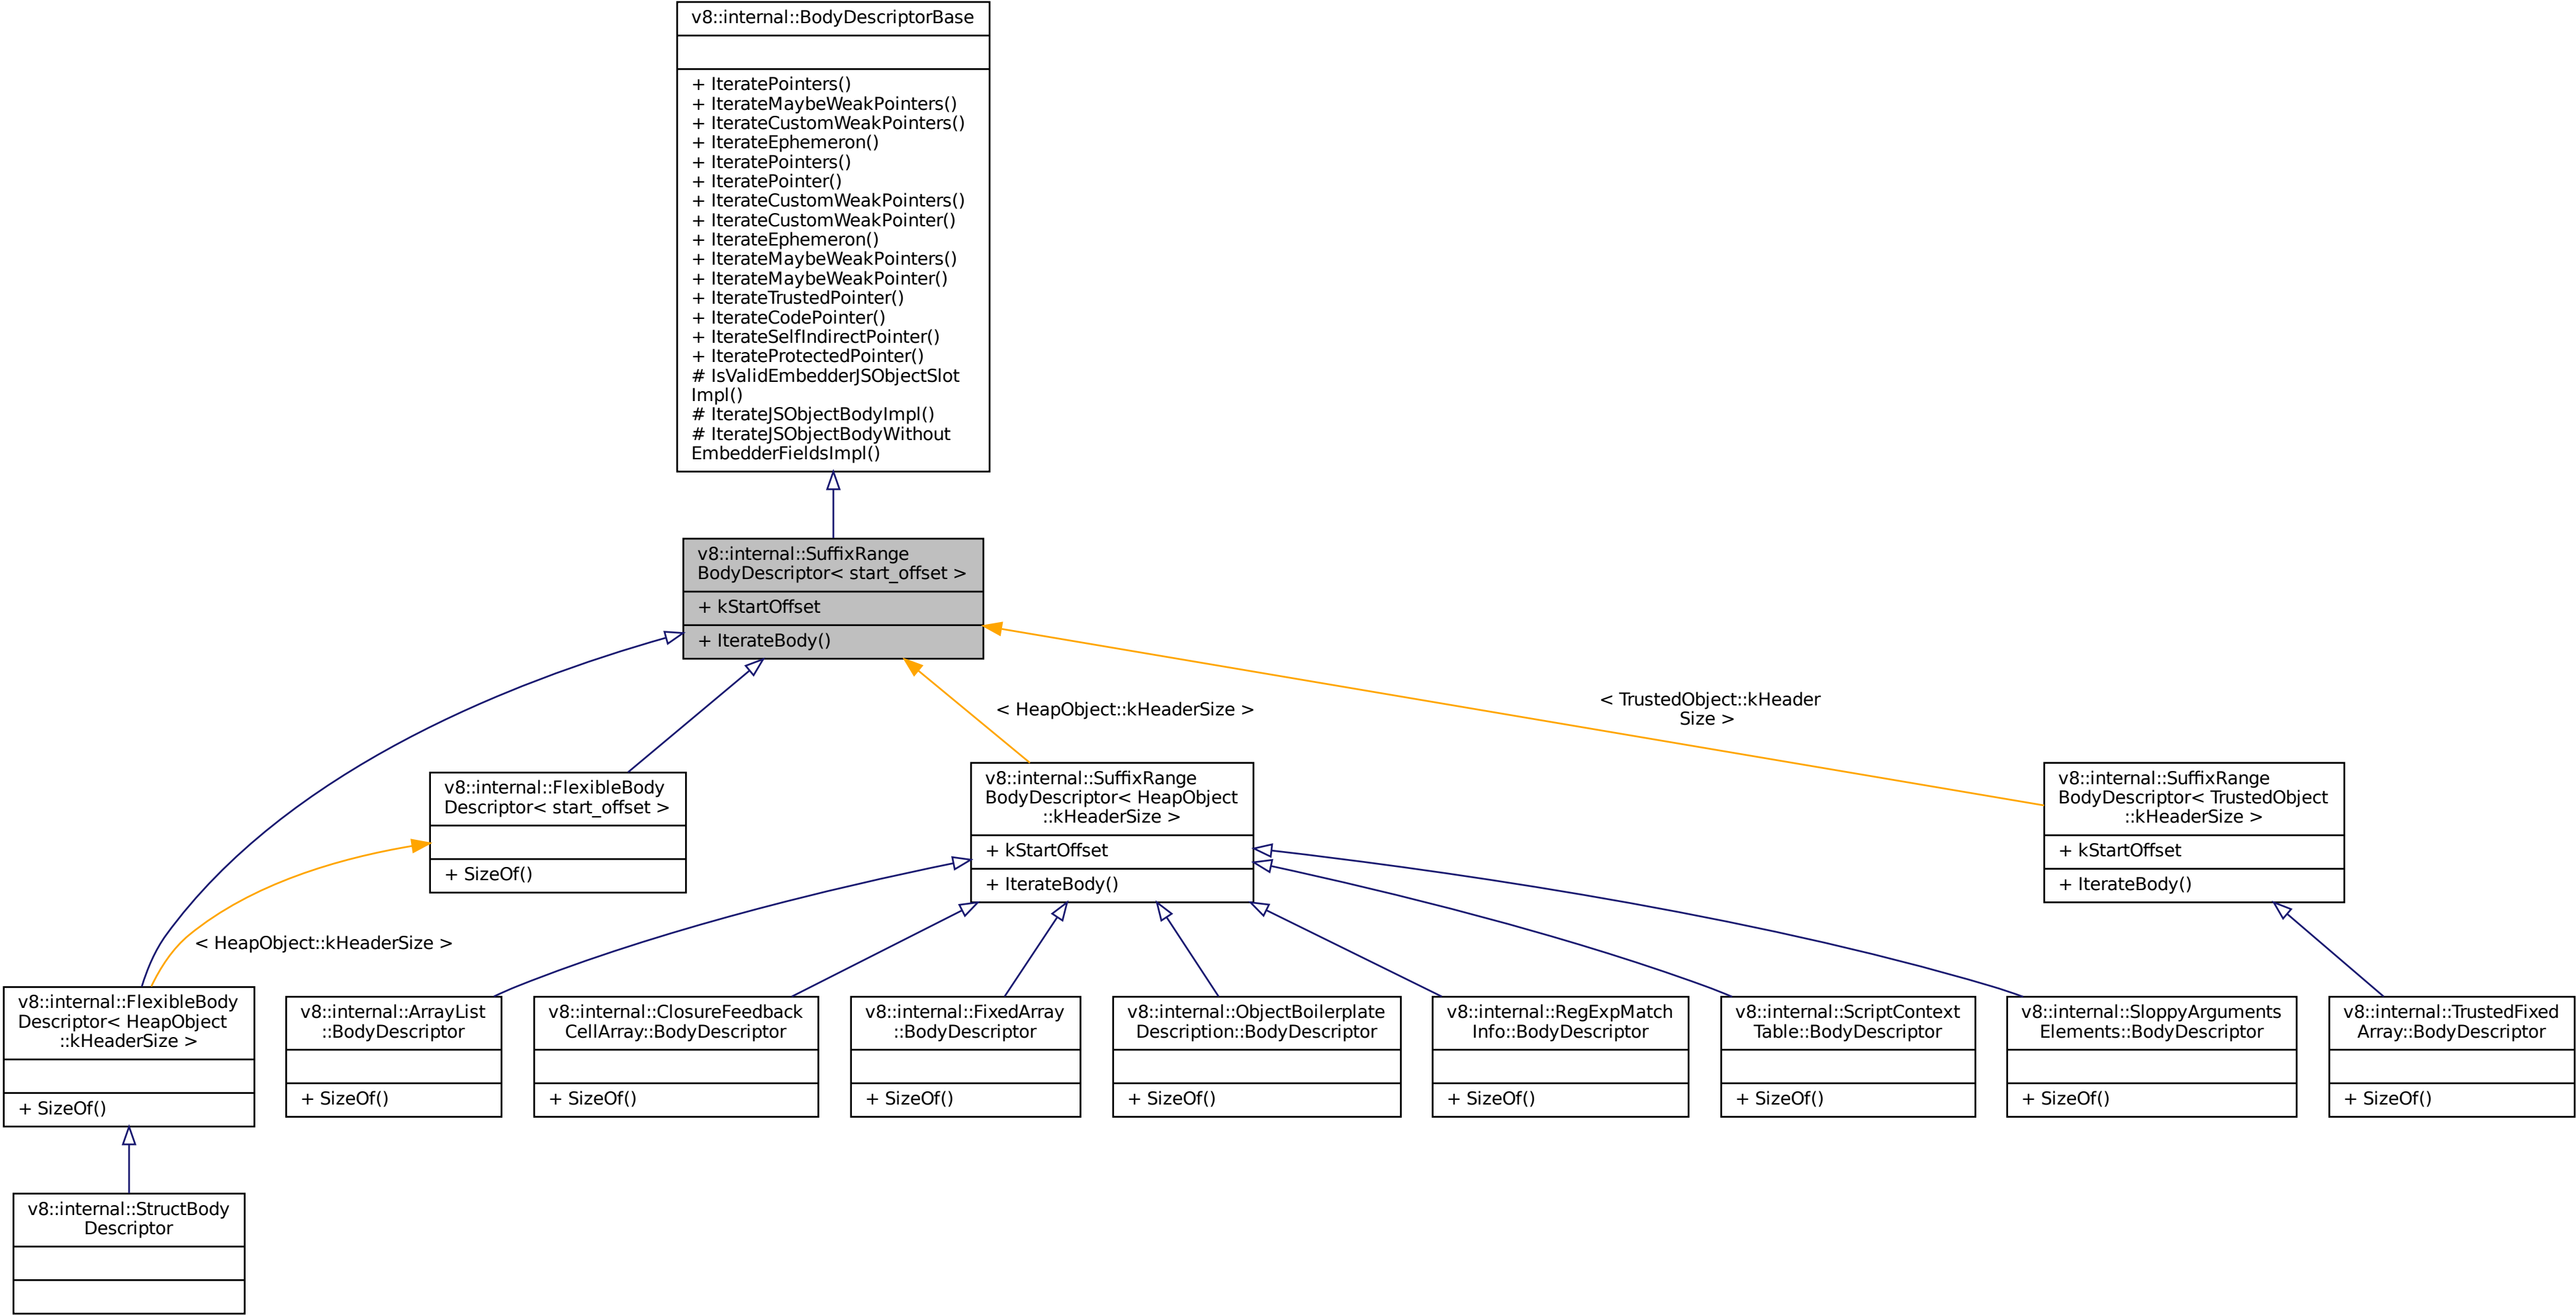 v8::internal::BodyDescriptorBase
+ IteratePointers()
+ IterateMaybeWeakPointers()
+ IterateCustomWeakPointers()
+ IterateEphemeron()
+ IteratePointers()
+ IteratePointer()
+ IterateCustomWeakPointers()
+ IterateCustomWeakPointer()
+ IterateEphemeron()
+ IterateMaybeWeakPointers()
+ IterateMaybeWeakPointer()
+ IterateTrustedPointer()
+ IterateCodePointer()
+ IterateSelfIndirectPointer()
+ IterateProtectedPointer()
# IsValidEmbedderJSObjectSlot
Impl()
# IterateJSObjectBodyImpl()
# IterateJSObjectBodyWithout
EmbedderFieldsImpl()
v8::internal::SuffixRange
BodyDescriptor< start_offset >
+ kStartOffset
+ IterateBody()
< HeapObject::kHeaderSize >
< TrustedObject::kHeader
Size >
v8::internal::FlexibleBody
Descriptor< start_offset >
+ SizeOf()
v8::internal::SuffixRange
BodyDescriptor< HeapObject
::kHeaderSize >
+ kStartOffset
+ IterateBody()
v8::internal::SuffixRange
BodyDescriptor< TrustedObject
::kHeaderSize >
+ kStartOffset
+ IterateBody()
< HeapObject::kHeaderSize >
v8::internal::FlexibleBody
Descriptor< HeapObject
::kHeaderSize >
+ SizeOf()
v8::internal::ArrayList
::BodyDescriptor
+ SizeOf()
v8::internal::ClosureFeedback
CellArray::BodyDescriptor
+ SizeOf()
v8::internal::FixedArray
::BodyDescriptor
+ SizeOf()
v8::internal::ObjectBoilerplate
Description::BodyDescriptor
+ SizeOf()
v8::internal::RegExpMatch
Info::BodyDescriptor
+ SizeOf()
v8::internal::ScriptContext
Table::BodyDescriptor
+ SizeOf()
v8::internal::SloppyArguments
Elements::BodyDescriptor
+ SizeOf()
v8::internal::TrustedFixed
Array::BodyDescriptor
+ SizeOf()
v8::internal::StructBody
Descriptor